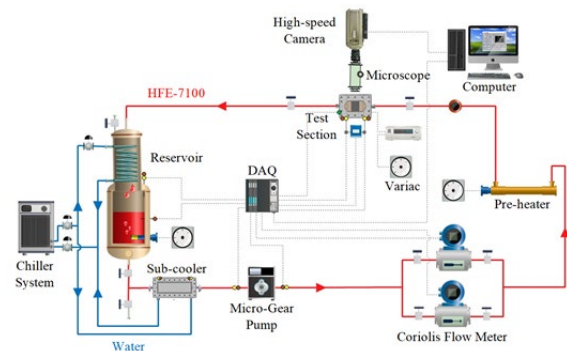 High-speed
Camera
Microscope
Computer
HFE-7100
Test
Section
Reservoir
DAQ
Variac
Pre-heater
Chiller
System
Sub-cooler
Micro-Gear
Pump
Coriolis Flow Meter
Water